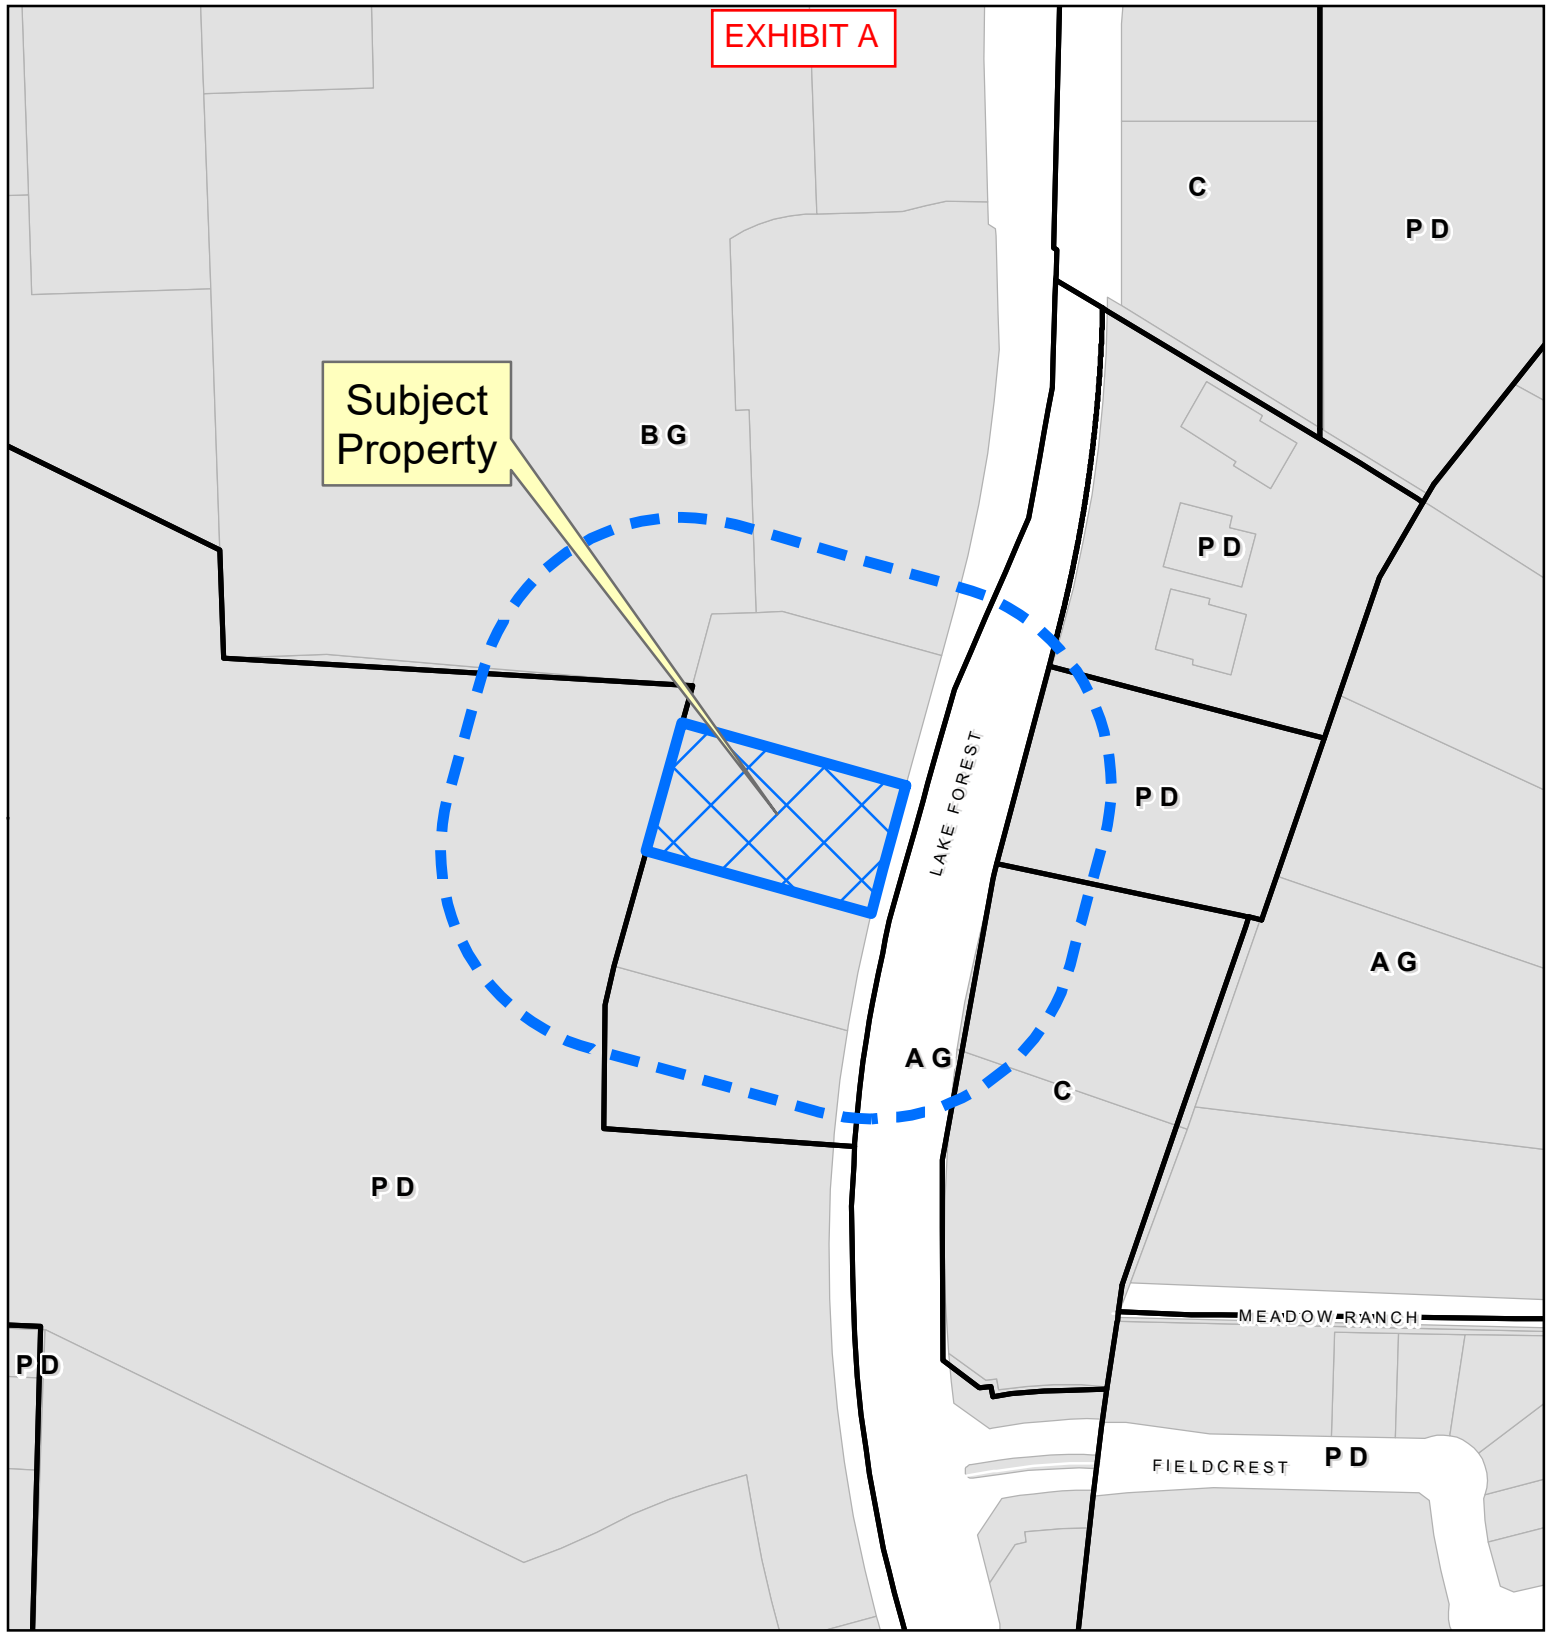 EXHIBIT A
C
P D
Subject
Property
B G
P D
LAKE FOREST
P D
A G
A G
C
P D
MEADOW RANCH
P D
FIELDCREST
P D